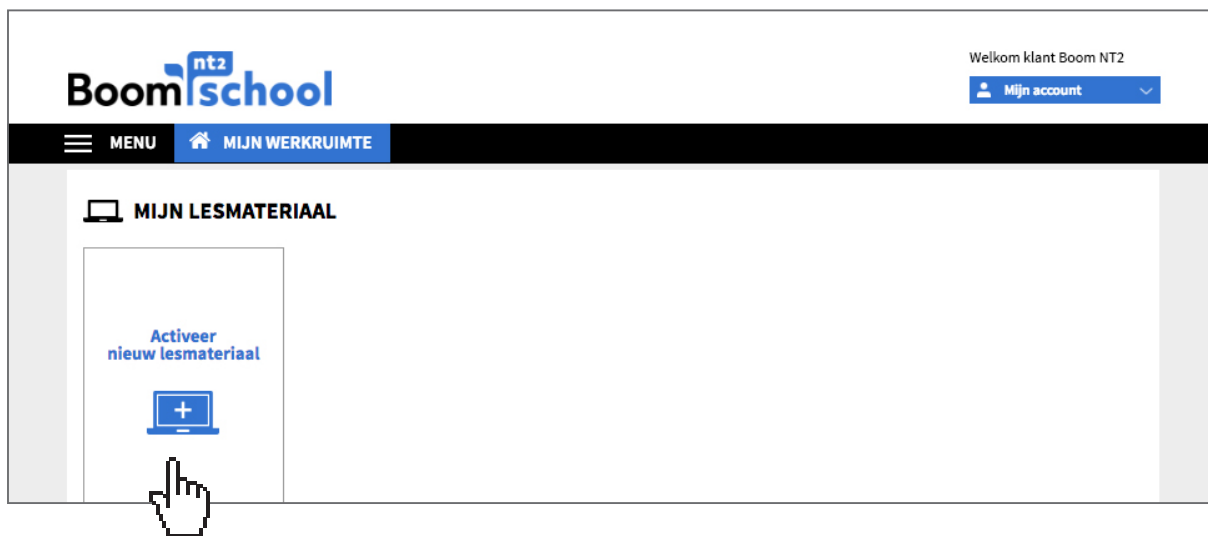 Boom nt2 school
Welkom klant Boom NT2
Mijn account
MENU
MIJN WERKRUIMTE
MIJN LESMATERIAAL
Activeer
nieuw lesmateriaal